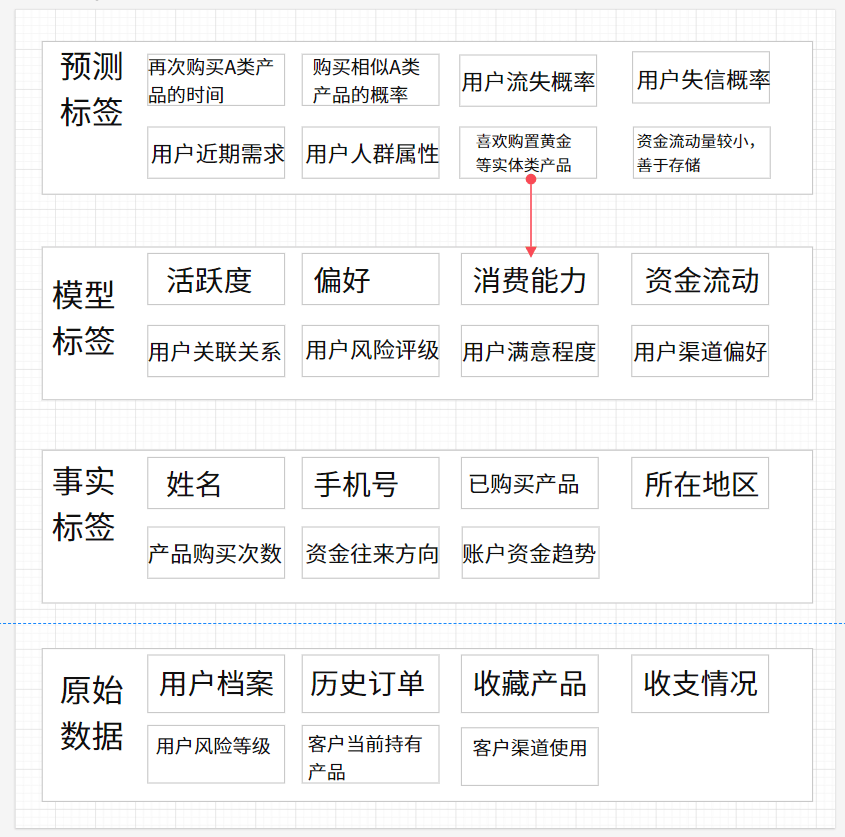 预测
标签
再次购买A类产
品的时间
购买相似A类
产品的概率
用户流失概率
用户失信概率
用户近期需求
用户人群属性
喜欢购置黄金
等实体类产品
资金流动量较小，
善于存储
模型
标签
活跃度
偏好
消费能力
资金流动
用户关联关系
用户风险评级
用户满意程度
用户渠道偏好
事实
标签
姓名
手机号
已购买产品
所在地区
产品购买次数
资金往来方向
账户资金趋势
原始
数据
用户档案
历史订单
收藏产品
收支情况
用户风险等级
客户当前持有
产品
客户渠道使用